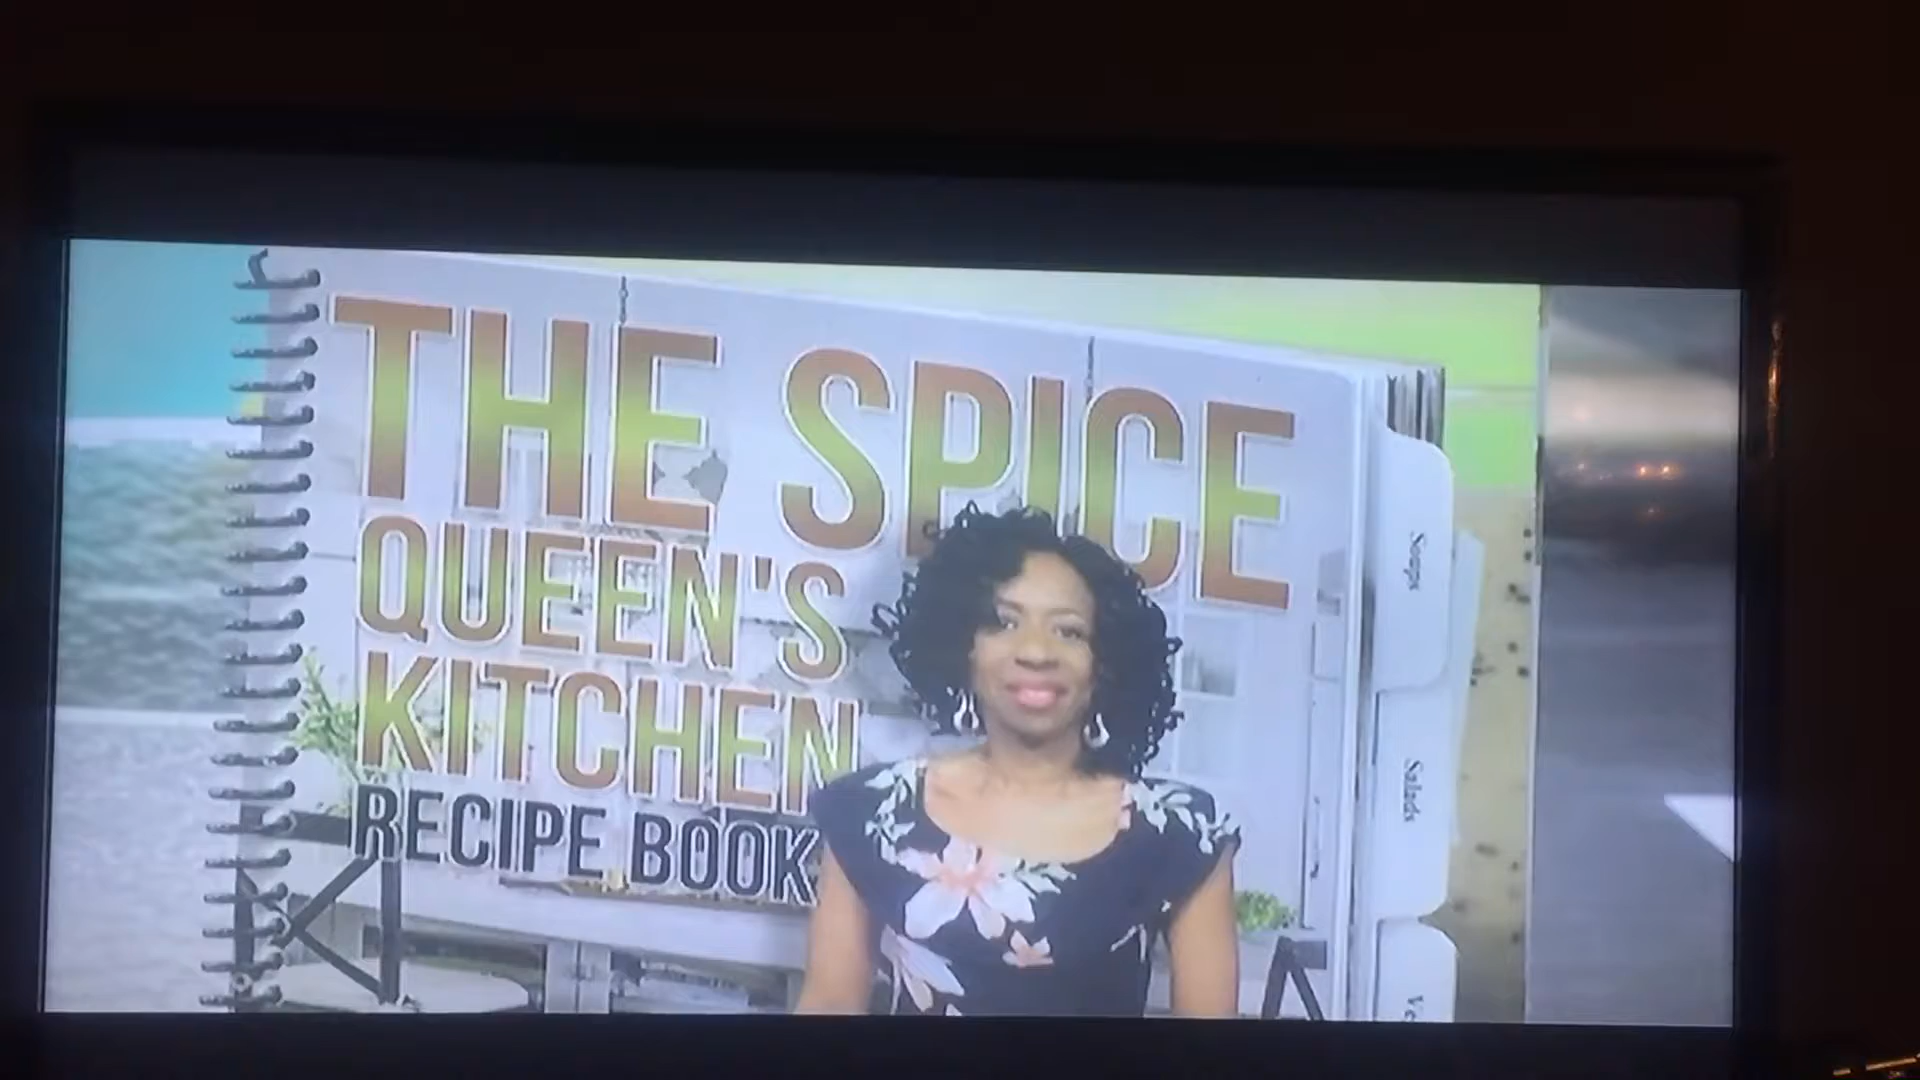 THE SPICE
QUEEN'S
KITCHEN
RECIPE BOOK
Soups
Salads